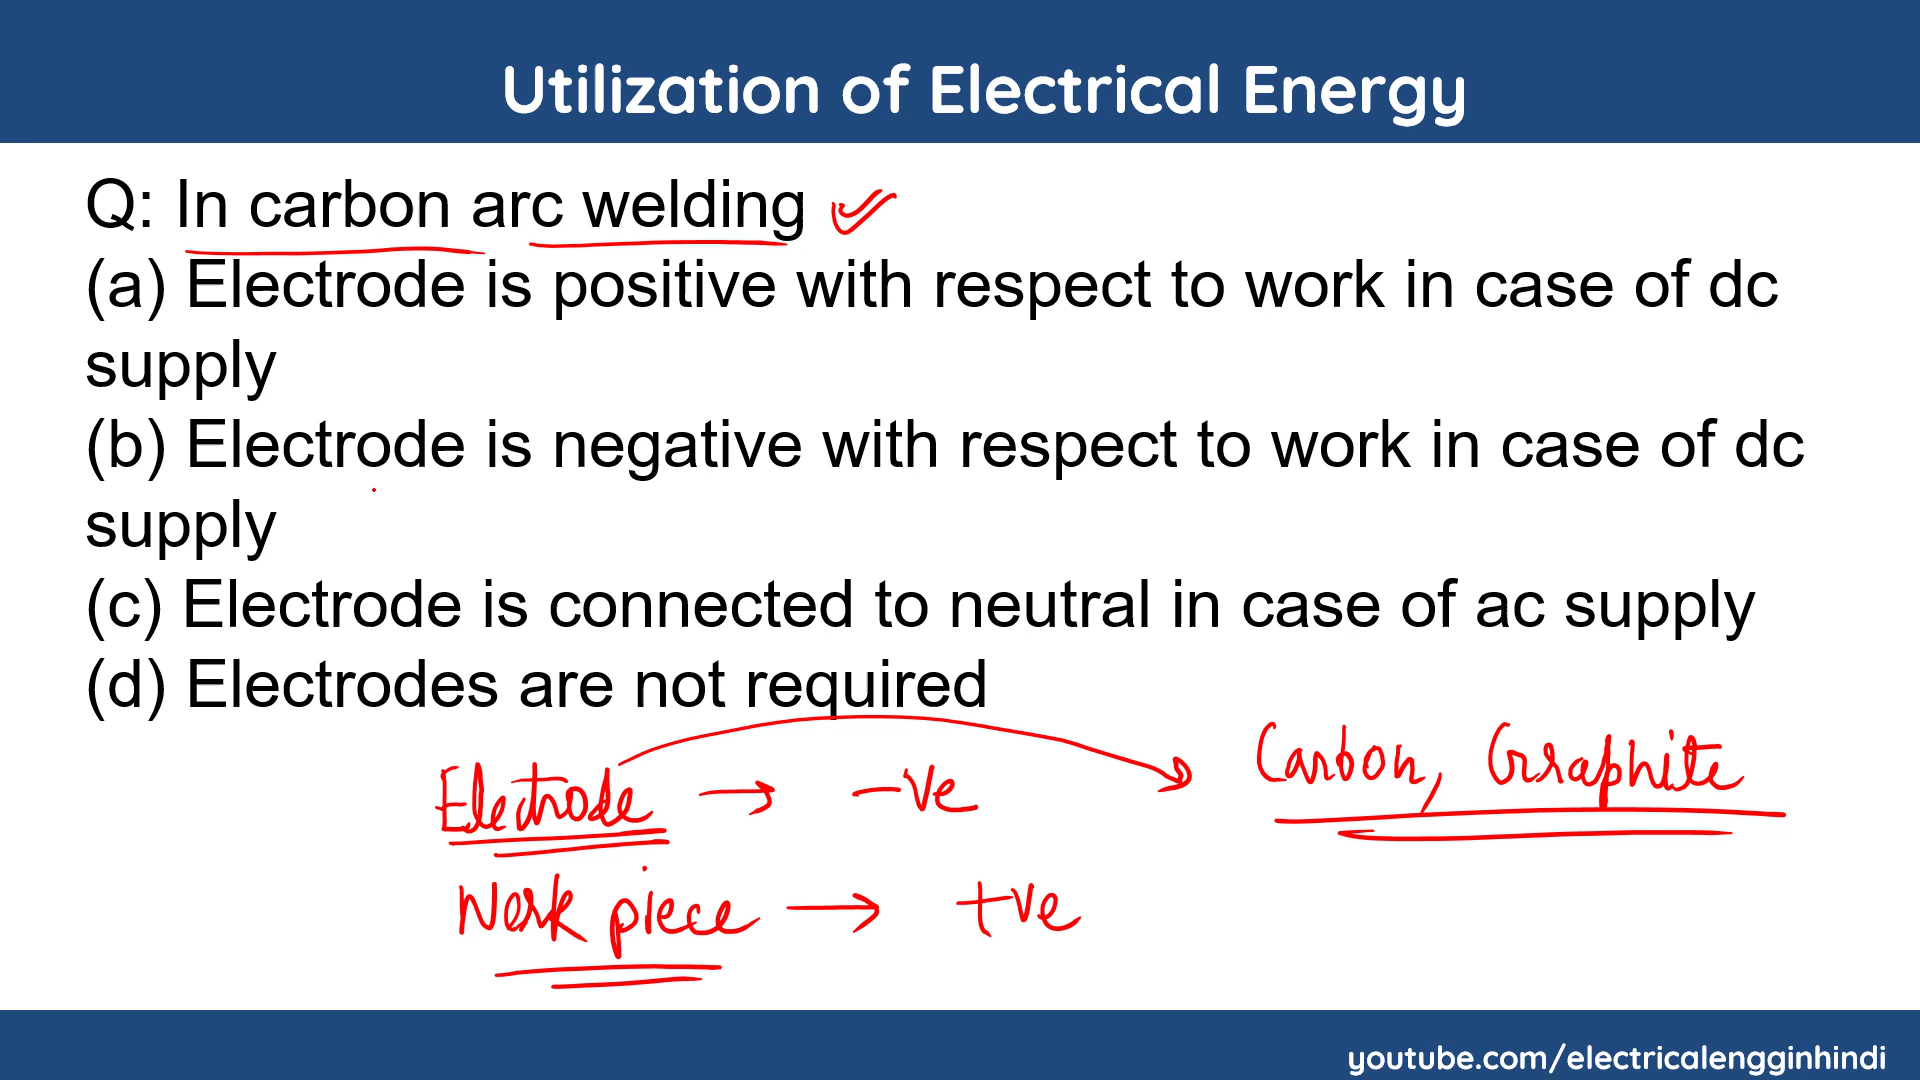 Utilization of Electrical Energy
Q: In carbon arc welding
(a) Electrode is positive with respect to work in case of dc
supply
(b) Electrode is negative with respect to work in case of dc
supply
(c) Electrode is connected to neutral in case of ac supply
(d) Electrodes are not required
Electrode → -ve Carbon, Graphite
Work piece → +ve
youtube.com/electricalengginhindi